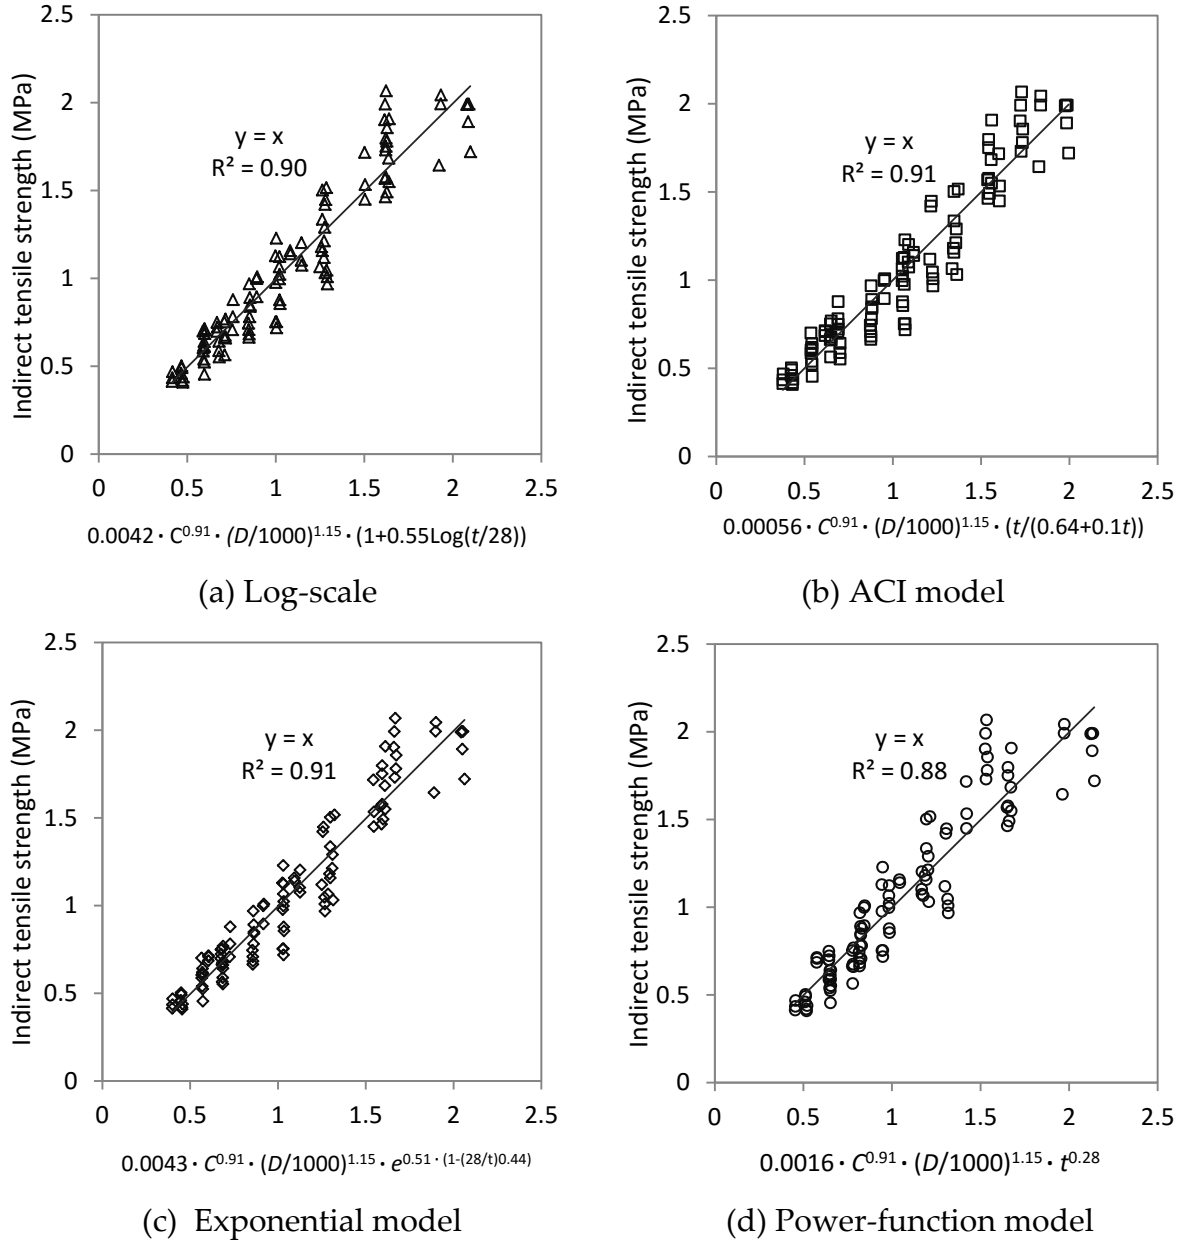 2.5
2
1.5
1
0.5
0
0
0.5
1
1.5
2
2.5
Indirect tensile strength (MPa)
y = x
R² = 0.90
0.0042 · C^0.91 · (D/1000)^1.15 · (1+0.55Log(t/28))
(a) Log-scale
2.5
2
1.5
1
0.5
0
0
0.5
1
1.5
2
2.5
Indirect tensile strength (MPa)
y = x
R² = 0.91
0.00056 · C^0.91 · (D/1000)^1.15 · (t/(0.64+0.1t))
(b) ACI model
2.5
2
1.5
1
0.5
0
0
0.5
1
1.5
2
2.5
Indirect tensile strength (MPa)
y = x
R² = 0.91
0.0043 · C^0.91 · (D/1000)^1.15 · e^0.51 · (1-(28/t)0.44)
(c) Exponential model
2.5
2
1.5
1
0.5
0
0
0.5
1
1.5
2
2.5
Indirect tensile strength (MPa)
y = x
R² = 0.88
0.0016 · C^0.91 · (D/1000)^1.15 · t^0.28
(d) Power-function model